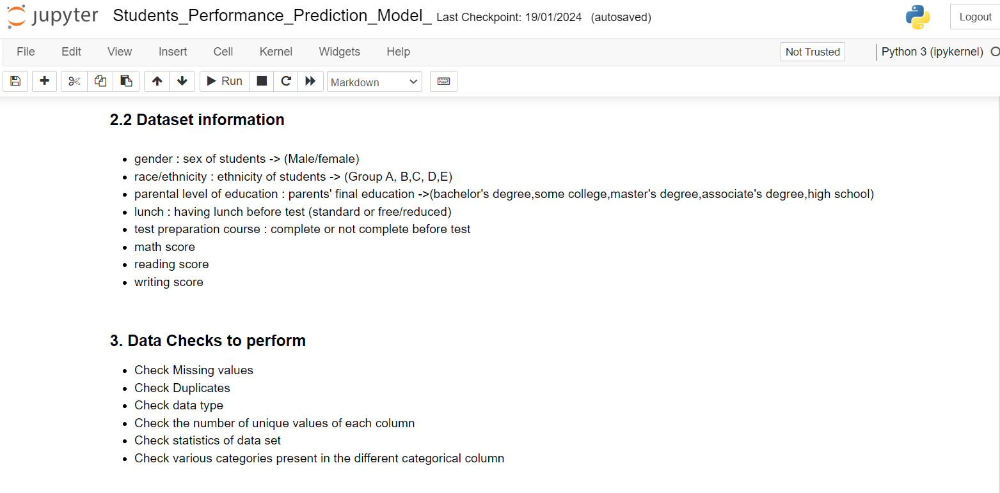 jupyter Students_Performance_Prediction_Model_ Last Checkpoint: 19/01/2024 (autosaved) Logout
File Edit View Insert Cell Kernel Widgets Help Not Trusted Python 3 (ipykernel)
Run Markdown
2.2 Dataset information
• gender : sex of students -> (Male/female)
• race/ethnicity : ethnicity of students -> (Group A, B,C, D,E)
• parental level of education : parents' final education ->(bachelor's degree,some college,master's degree,associate's degree,high school)
• lunch : having lunch before test (standard or free/reduced)
• test preparation course : complete or not complete before test
• math score
• reading score
• writing score
3. Data Checks to perform
• Check Missing values
• Check Duplicates
• Check data type
• Check the number of unique values of each column
• Check statistics of data set
• Check various categories present in the different categorical column